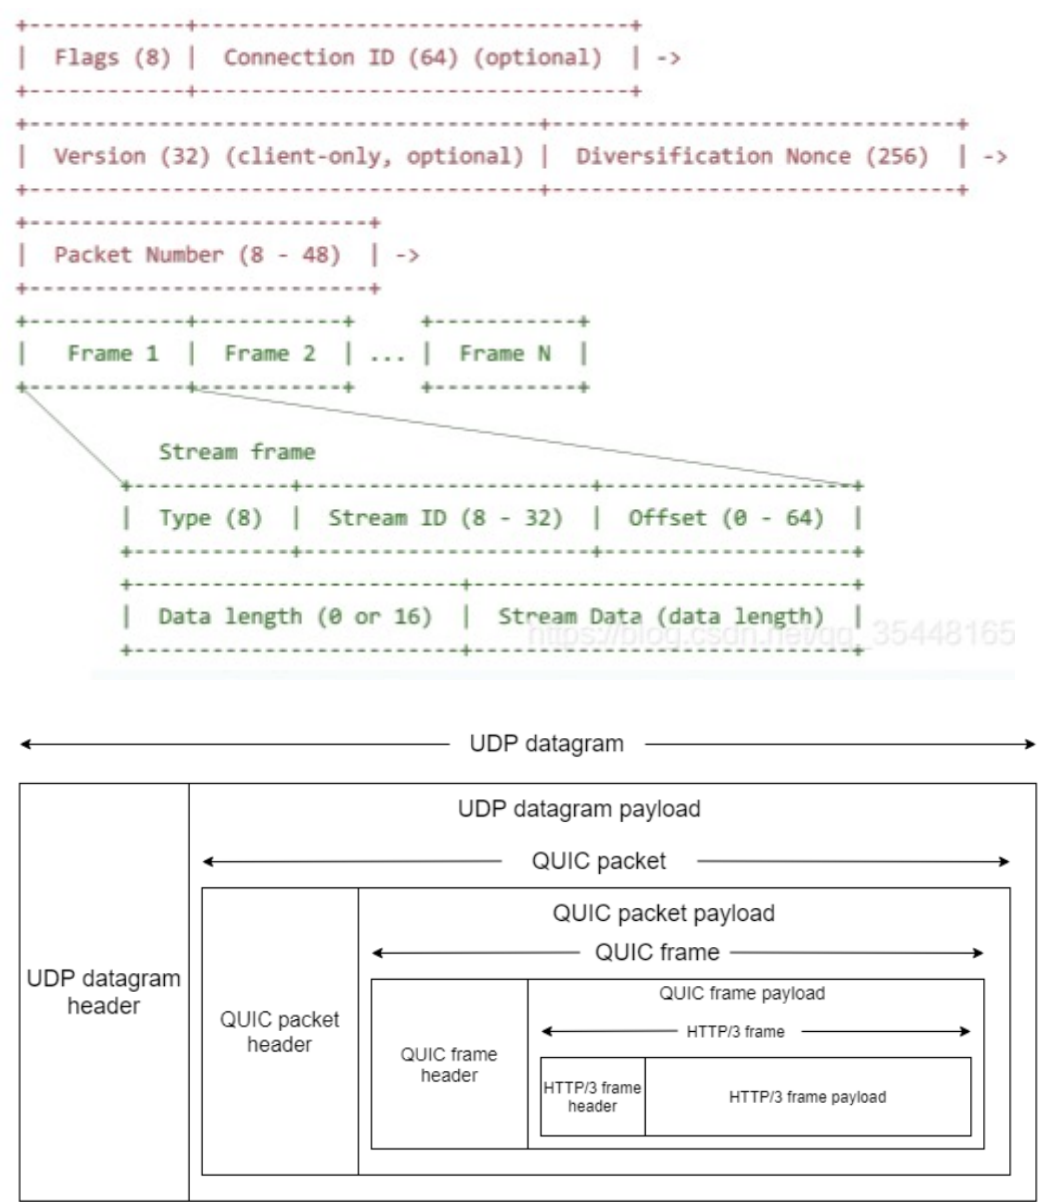 Flags (8) | Connection ID (64) (optional) | ->
Version (32) (client-only, optional) | Diversification Nonce (256) | ->
Packet Number (8 - 48) | ->
Frame 1 | Frame 2 | ... | Frame N |
Stream frame
Type (8) | Stream ID (8 - 32) | Offset (0 - 64) |
Data length (0 or 16) | Stream Data (data length) |
https://blog.csdn.net/qq_35448165
UDP datagram
UDP datagram payload
QUIC packet
QUIC packet payload
QUIC frame
UDP datagram
header
QUIC packet
header
QUIC frame payload
HTTP/3 frame
QUIC frame
header
HTTP/3 frame
header
HTTP/3 frame payload